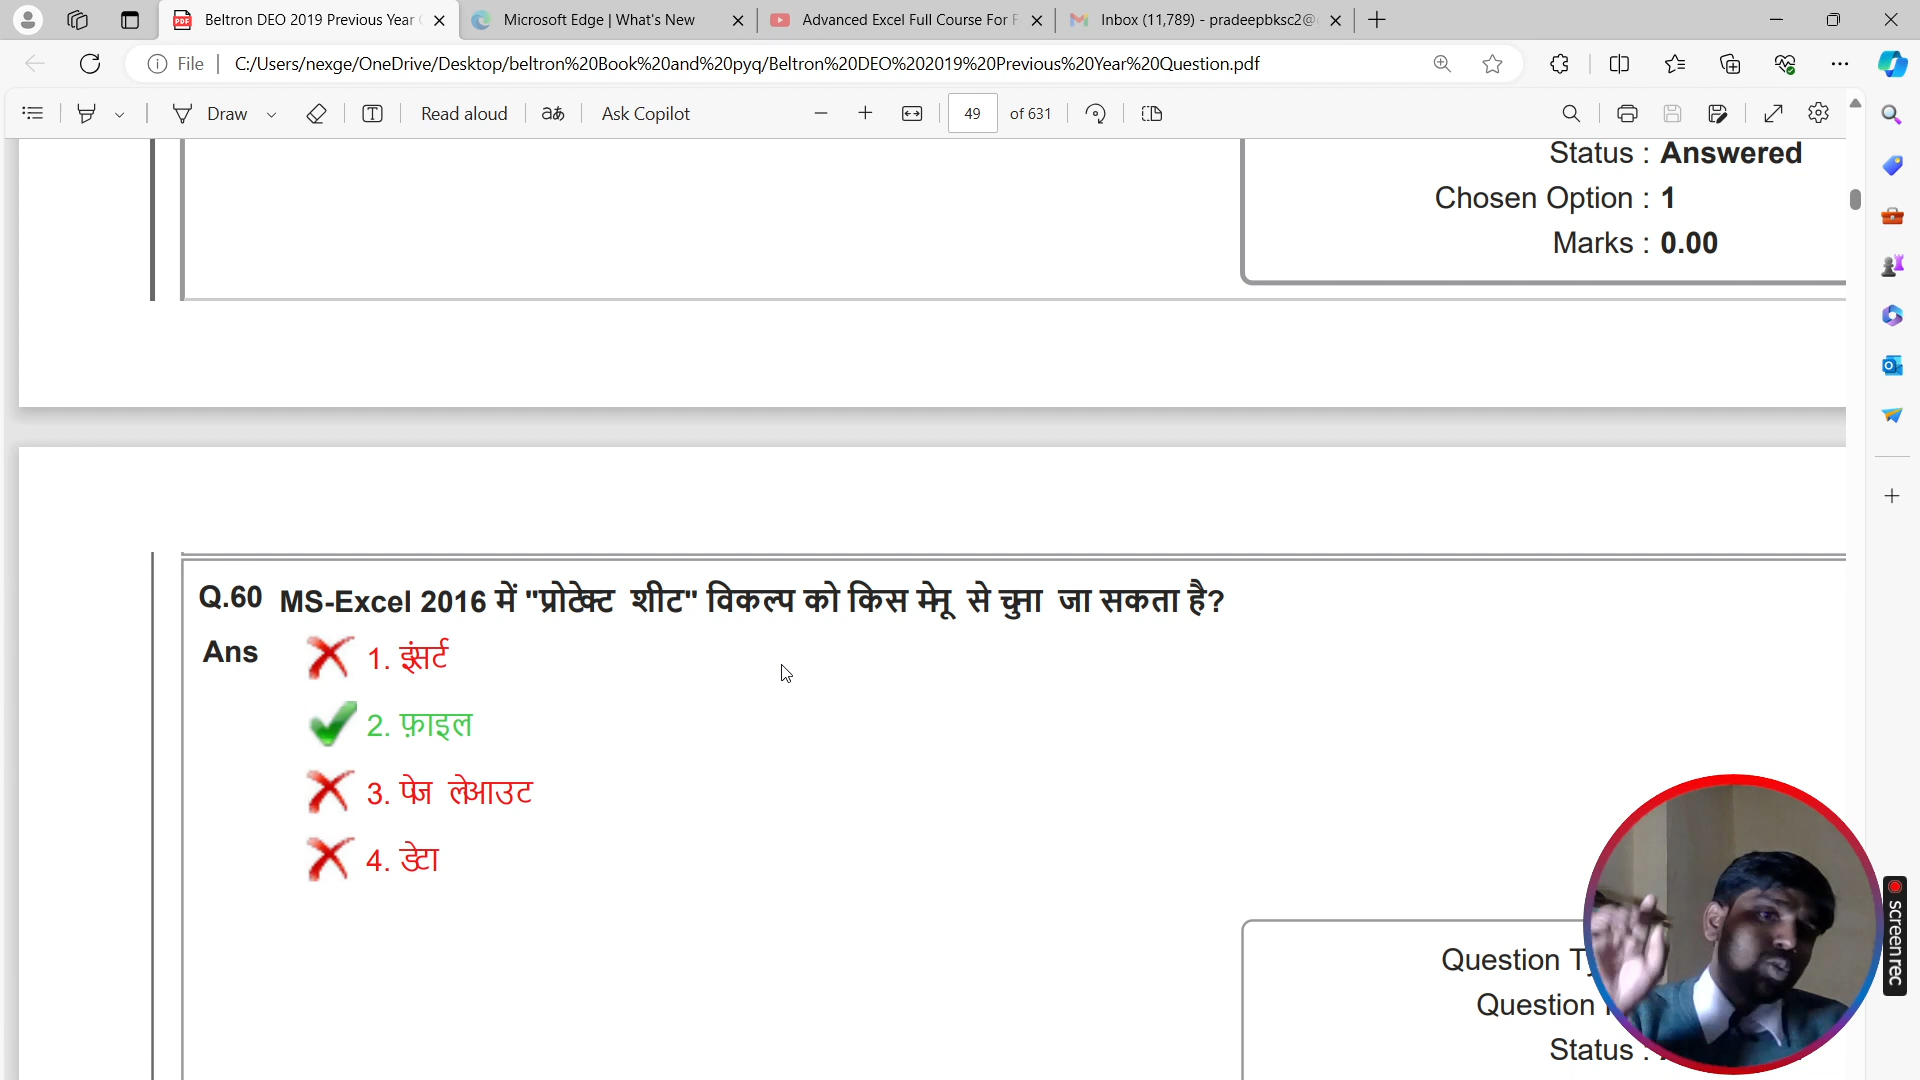 Beltron DEO 2019 Previous Year
Microsoft Edge | What's New
Advanced Excel Full Course For
Inbox (11,789) - pradeepbksc2@
File
C:/Users/nexge/OneDrive/Desktop/beltron%20Book%20and%20pyq/Beltron%20DEO%202019%20Previous%20Year%20Question.pdf
Draw
Read aloud
aあ
Ask Copilot
49 of 631
Status : Answered
Chosen Option : 1
Marks : 0.00
Q.60 MS-Excel 2016 में "प्रोटेक्ट शीट" विकल्प को किस मेनू से चुना जा सकता है?
Ans
1. इंसर्ट
2. फ़ाइल
3. पेज लेआउट
4. डेटा
Question
Question
Status :
screenrec